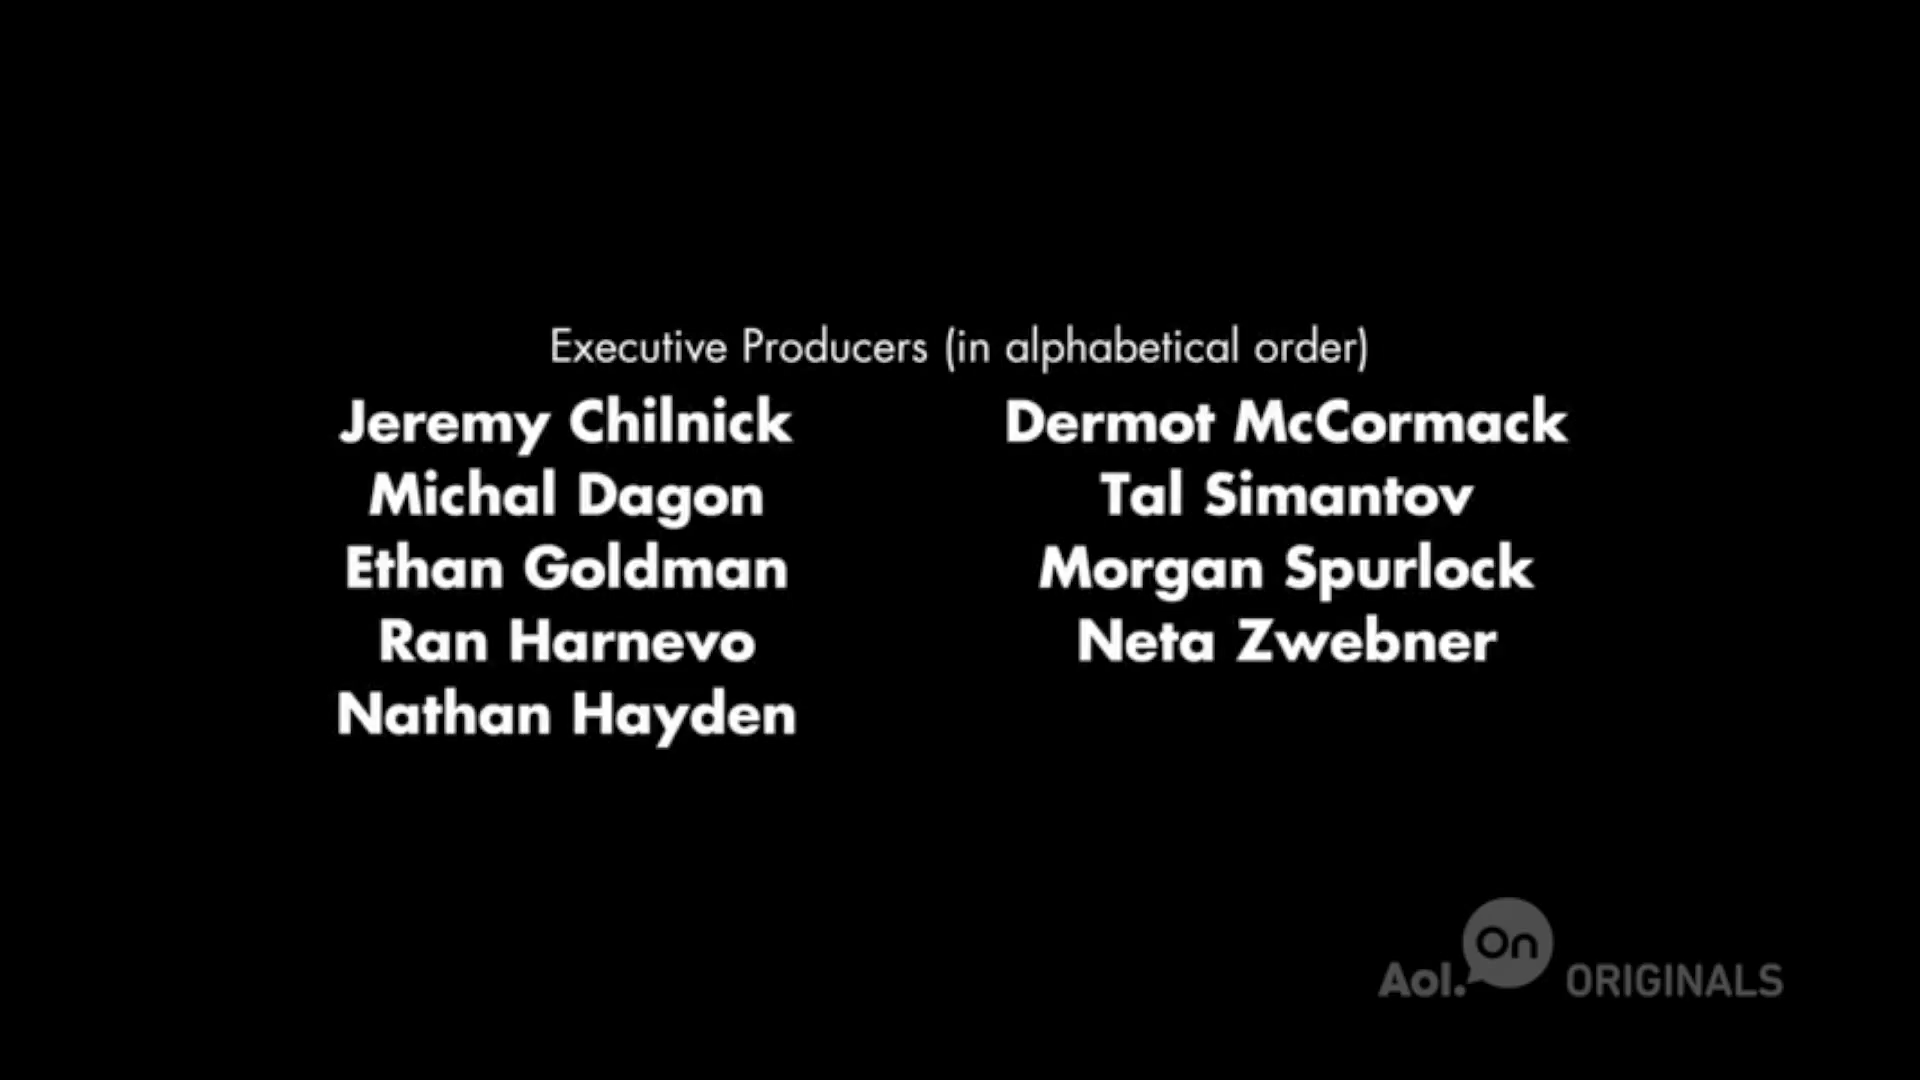 Executive Producers (in alphabetical order)
Jeremy Chilnick
Michal Dagon
Ethan Goldman
Ran Harnevo
Nathan Hayden
Dermot McCormack
Tal Simantov
Morgan Spurlock
Neta Zwebner
Aol. On ORIGINALS